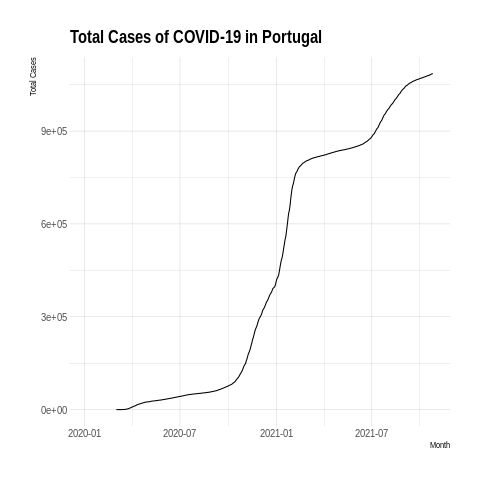 Total Cases of COVID-19 in Portugal
Total Cases
9e+05
6e+05
3e+05
0e+00
2020-01 2020-07 2021-01 2021-07
Month